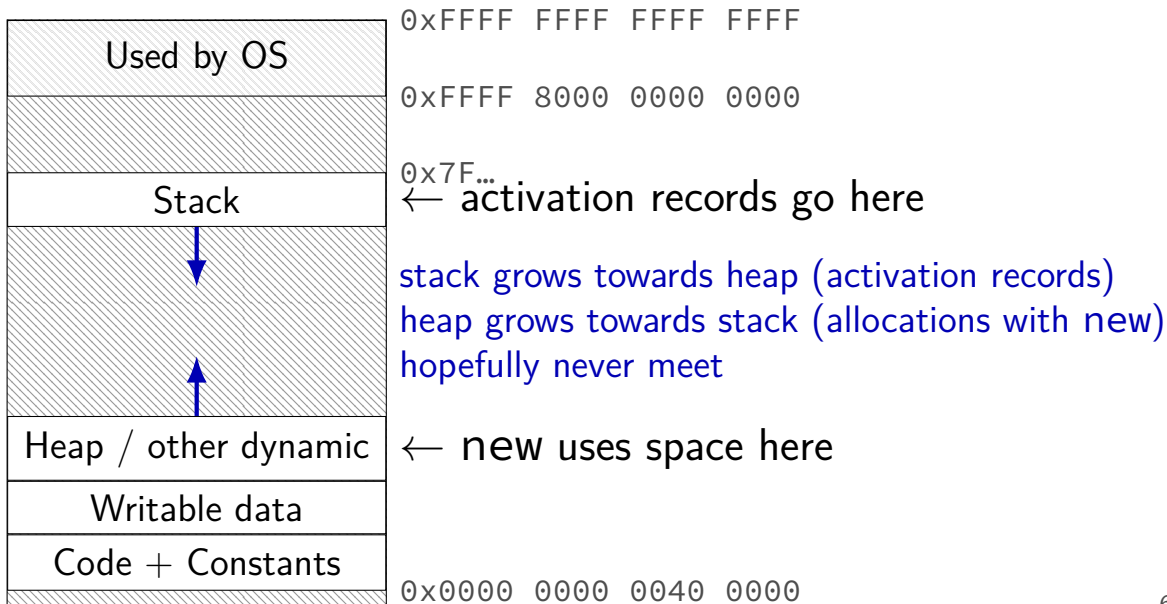 0xFFFF FFFF FFFF FFFF
Used by OS
0xFFFF 8000 0000 0000
0x7F…
Stack
← activation records go here
stack grows towards heap (activation records)
heap grows towards stack (allocations with new)
hopefully never meet
Heap / other dynamic
← new uses space here
Writable data
Code + Constants
0x0000 0000 0040 0000